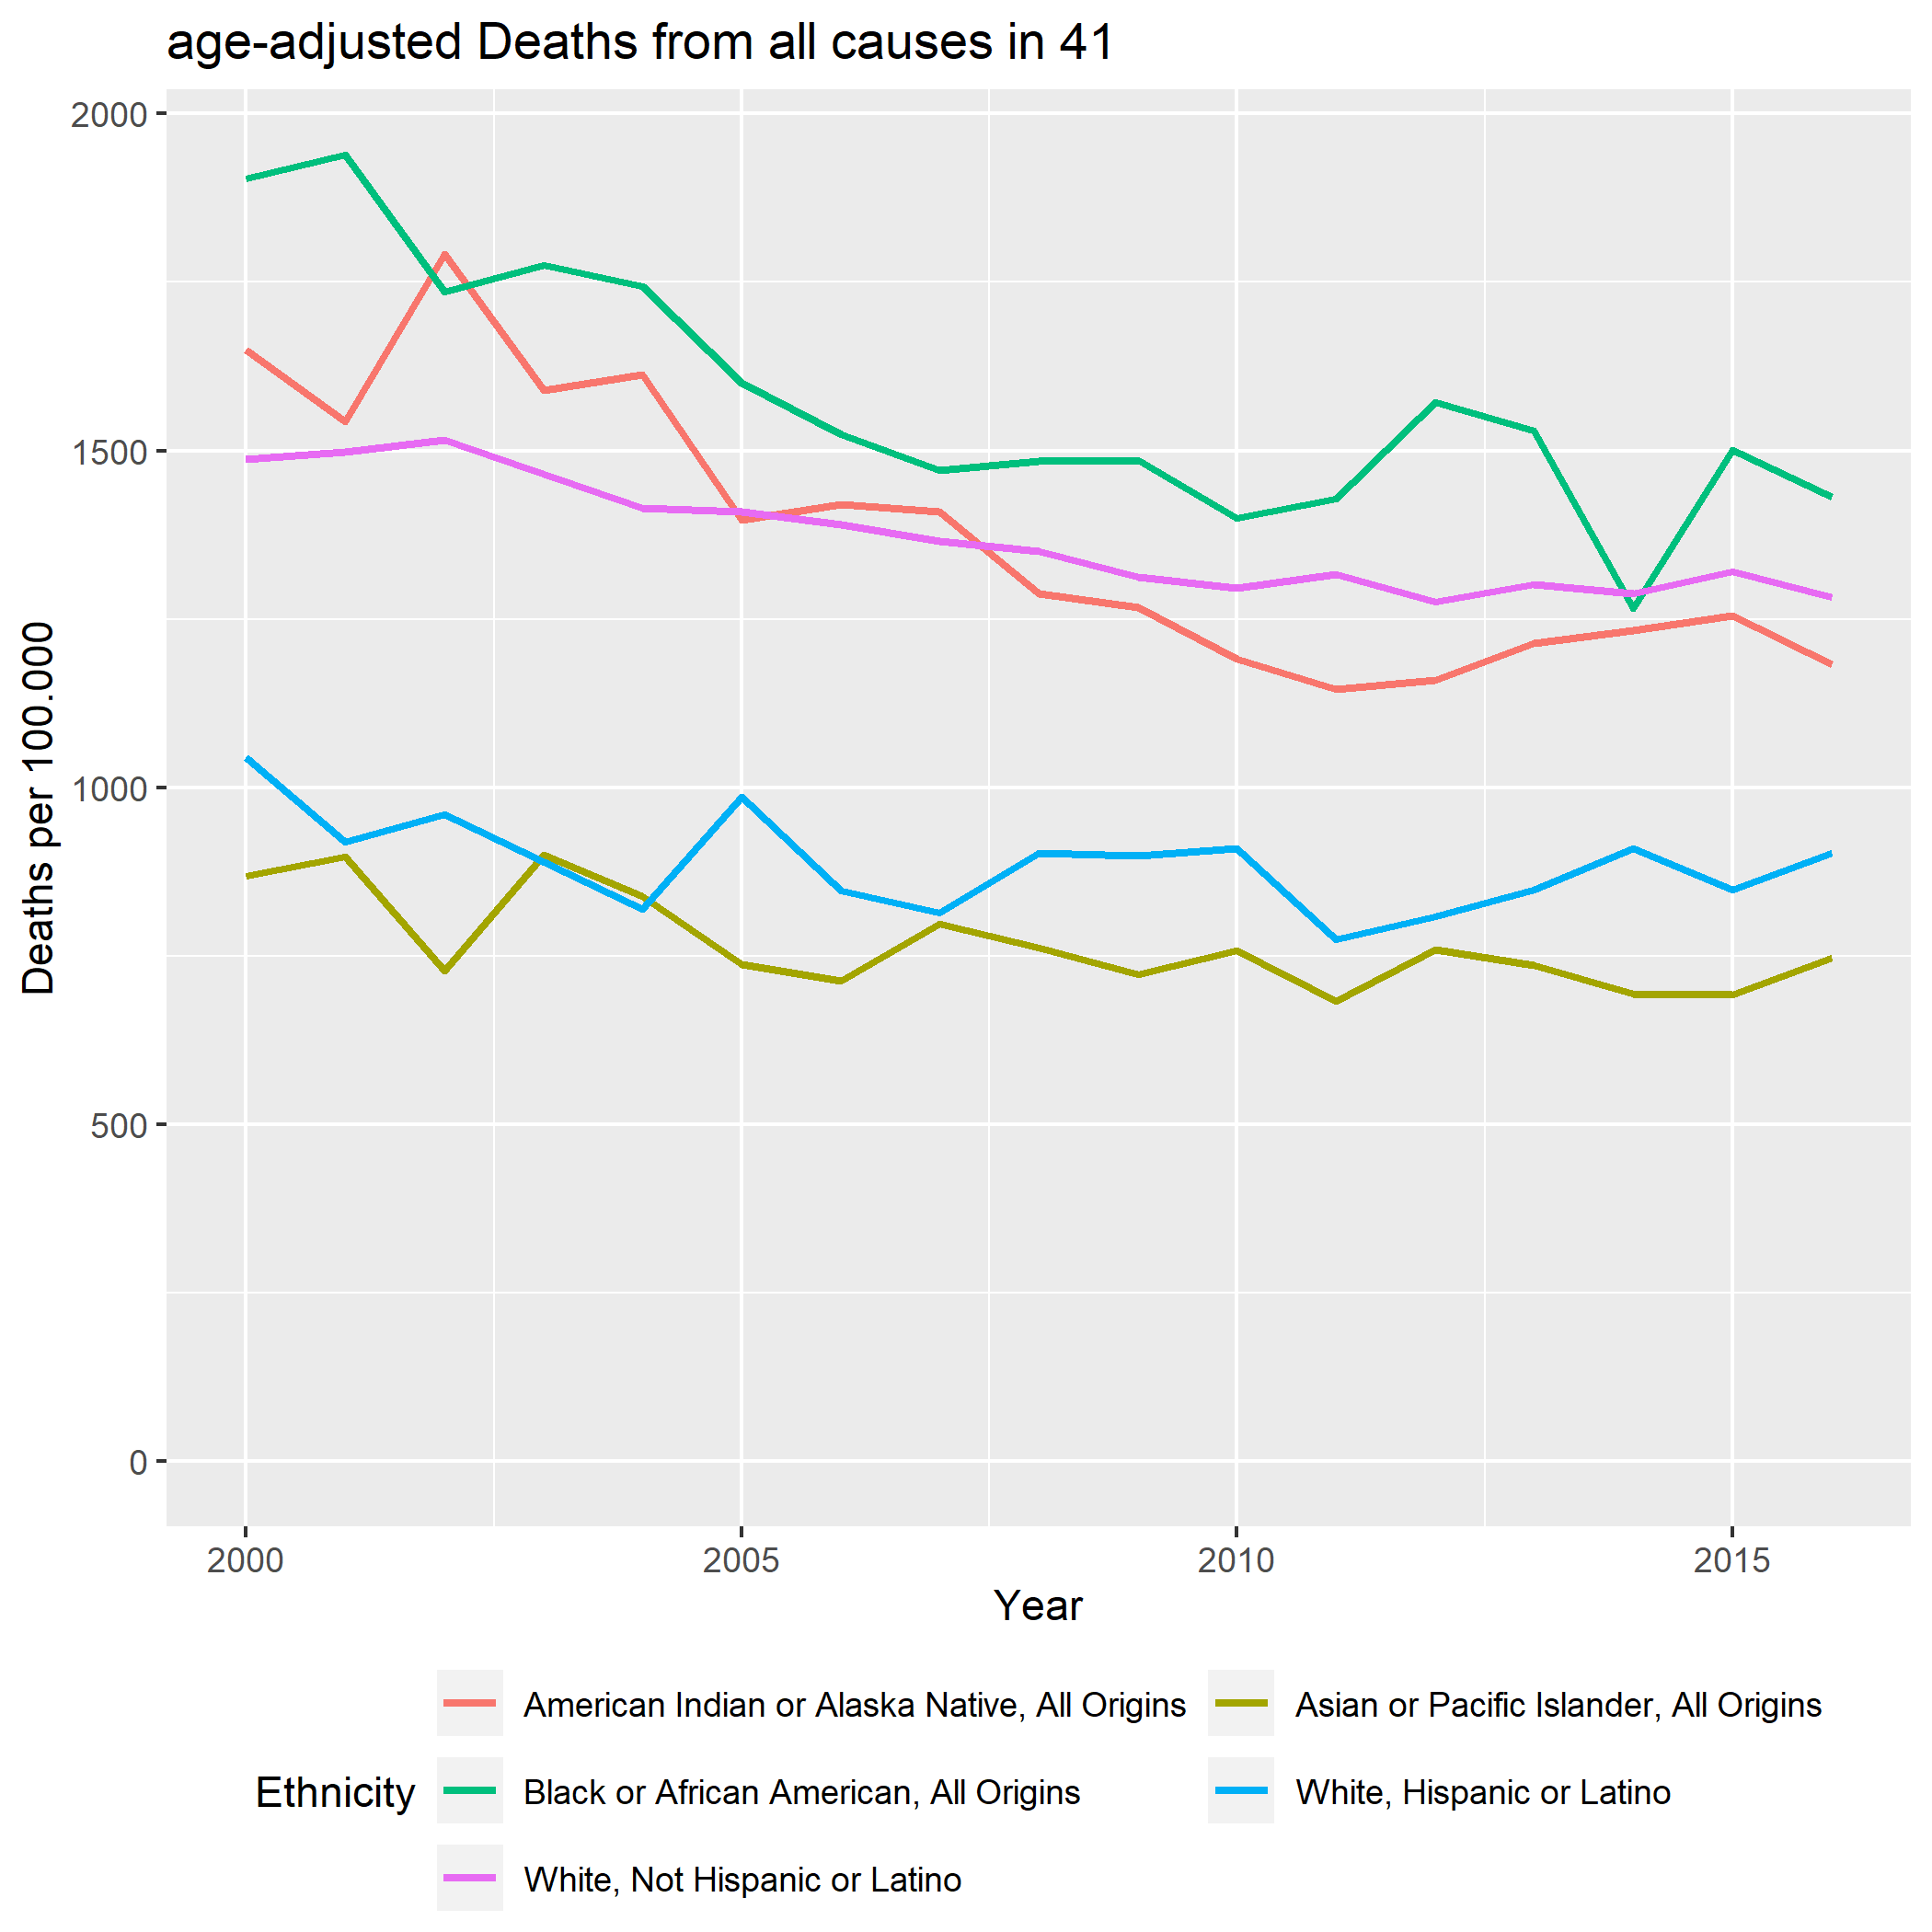 age-adjusted Deaths from all causes in 41
2000
1500
1000
500
0
Deaths per 100.000
2000 2005 2010 2015
Year
Ethnicity
American Indian or Alaska Native, All Origins
Asian or Pacific Islander, All Origins
Black or African American, All Origins
White, Hispanic or Latino
White, Not Hispanic or Latino